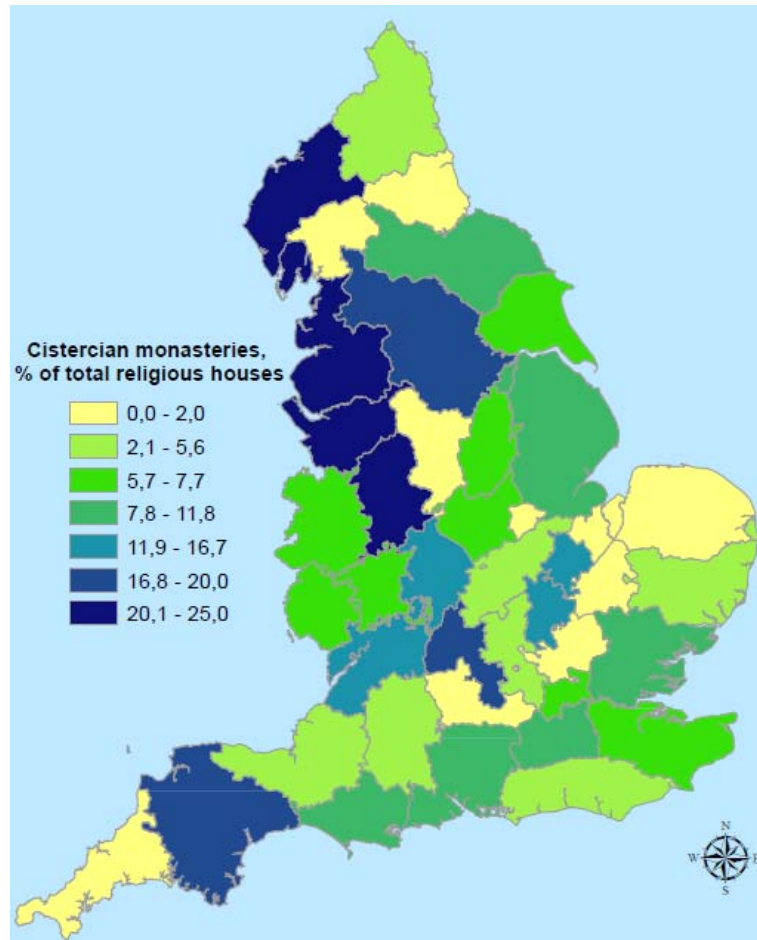 Cistercian monasteries,
% of total religious houses
0,0 - 2,0
2,1 - 5,6
5,7 - 7,7
7,8 - 11,8
11,9 - 16,7
16,8 - 20,0
20,1 - 25,0
N
W E
S